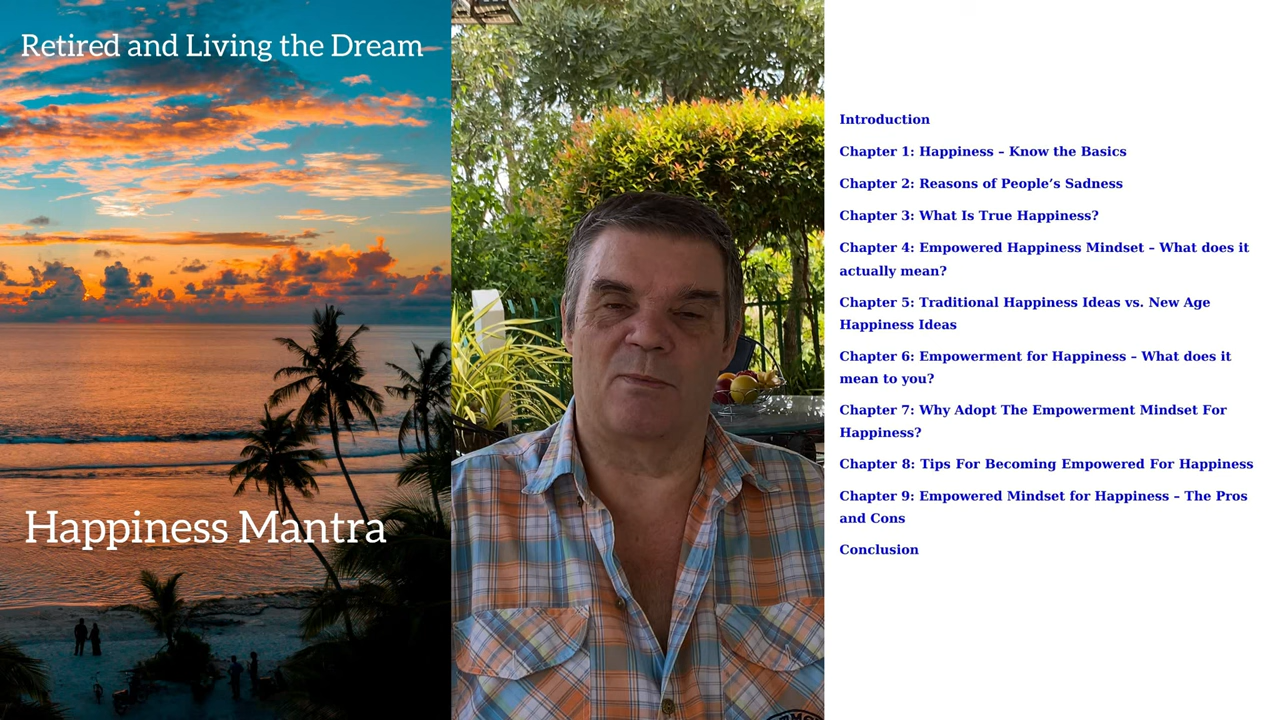 Retired and Living the Dream
Happiness Mantra
Introduction
Chapter 1: Happiness – Know the Basics
Chapter 2: Reasons of People’s Sadness
Chapter 3: What Is True Happiness?
Chapter 4: Empowered Happiness Mindset – What does it
actually mean?
Chapter 5: Traditional Happiness Ideas vs. New Age
Happiness Ideas
Chapter 6: Empowerment for Happiness – What does it
mean to you?
Chapter 7: Why Adopt The Empowerment Mindset For
Happiness?
Chapter 8: Tips For Becoming Empowered For Happiness
Chapter 9: Empowered Mindset for Happiness – The Pros
and Cons
Conclusion